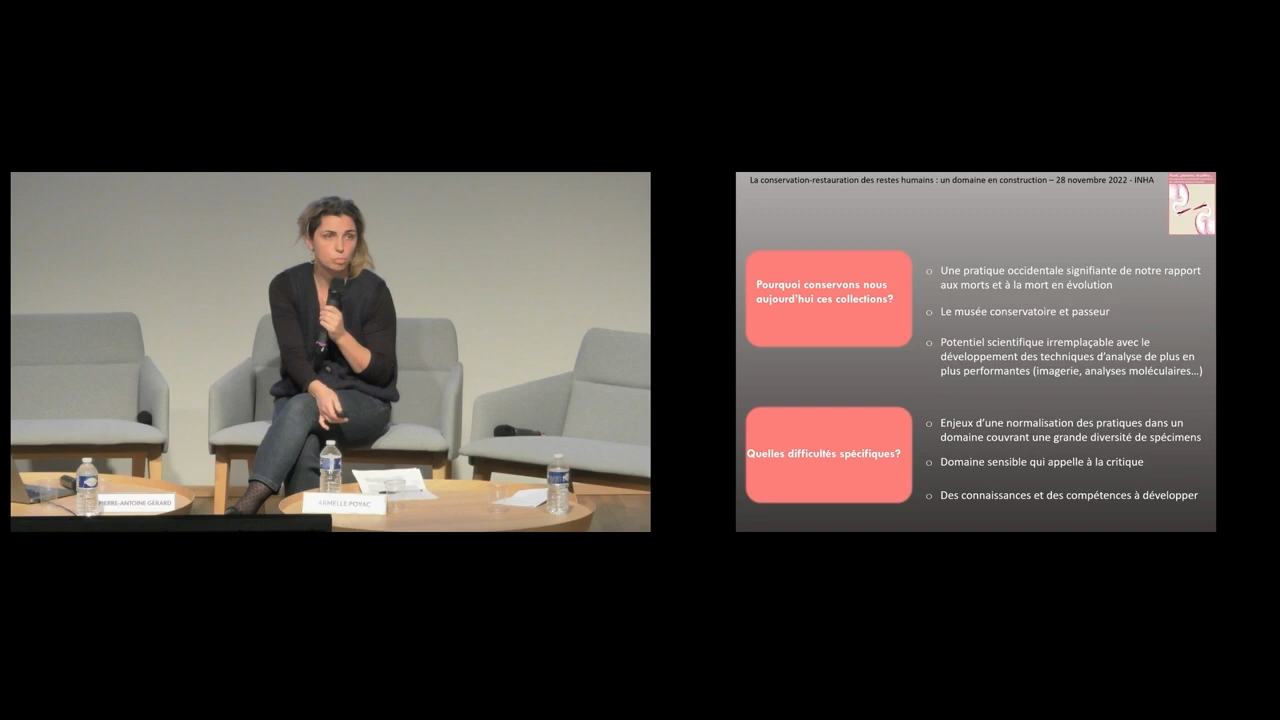 PIERRE-ANTOINE GÉRARD
ARMELLE POYAC
La conservation-restauration des restes humains : un domaine en construction – 28 novembre 2022 - INHA
Pourquoi conservons nous
aujourd'hui ces collections?
o Une pratique occidentale signifiante de notre rapport
aux morts et à la mort en évolution
o Le musée conservatoire et passeur
o Potentiel scientifique irremplaçable avec le
développement des techniques d'analyse de plus en
plus performantes (imagerie, analyses moléculaires…)
Quelles difficultés spécifiques?
o Enjeux d'une normalisation des pratiques dans un
domaine couvrant une grande diversité de spécimens
o Domaine sensible qui appelle à la critique
o Des connaissances et des compétences à développer